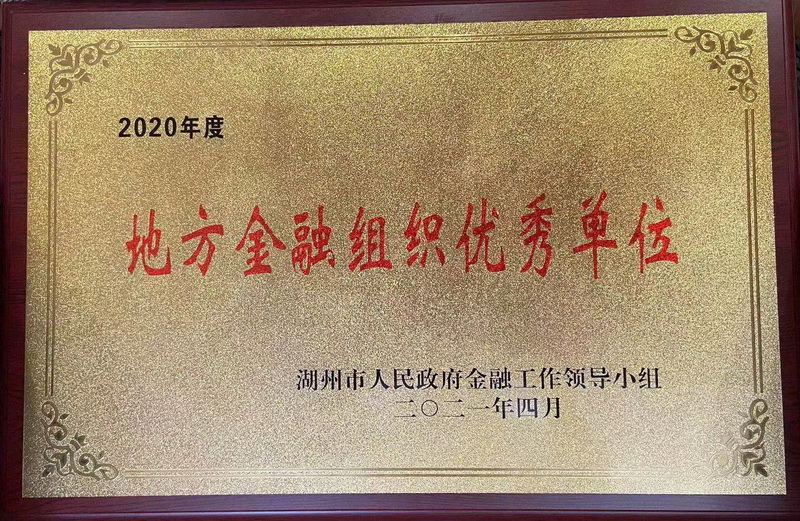 2020年度
地方金融组织优秀单位
湖州市人民政府金融工作领导小组
二〇二一年四月